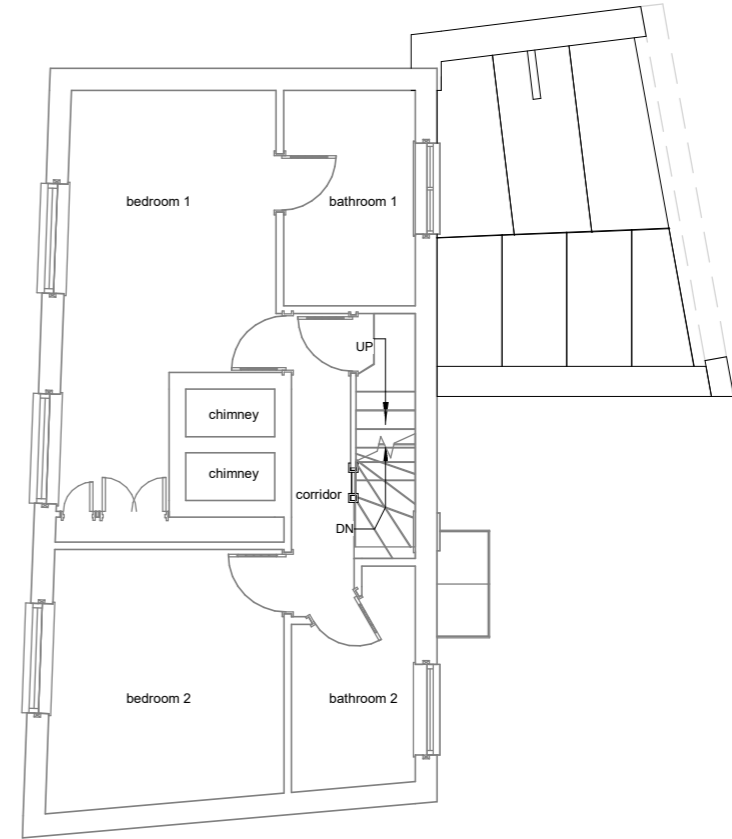 bedroom 1
bathroom 1
UP
chimney
chimney
corridor
DN
bedroom 2
bathroom 2